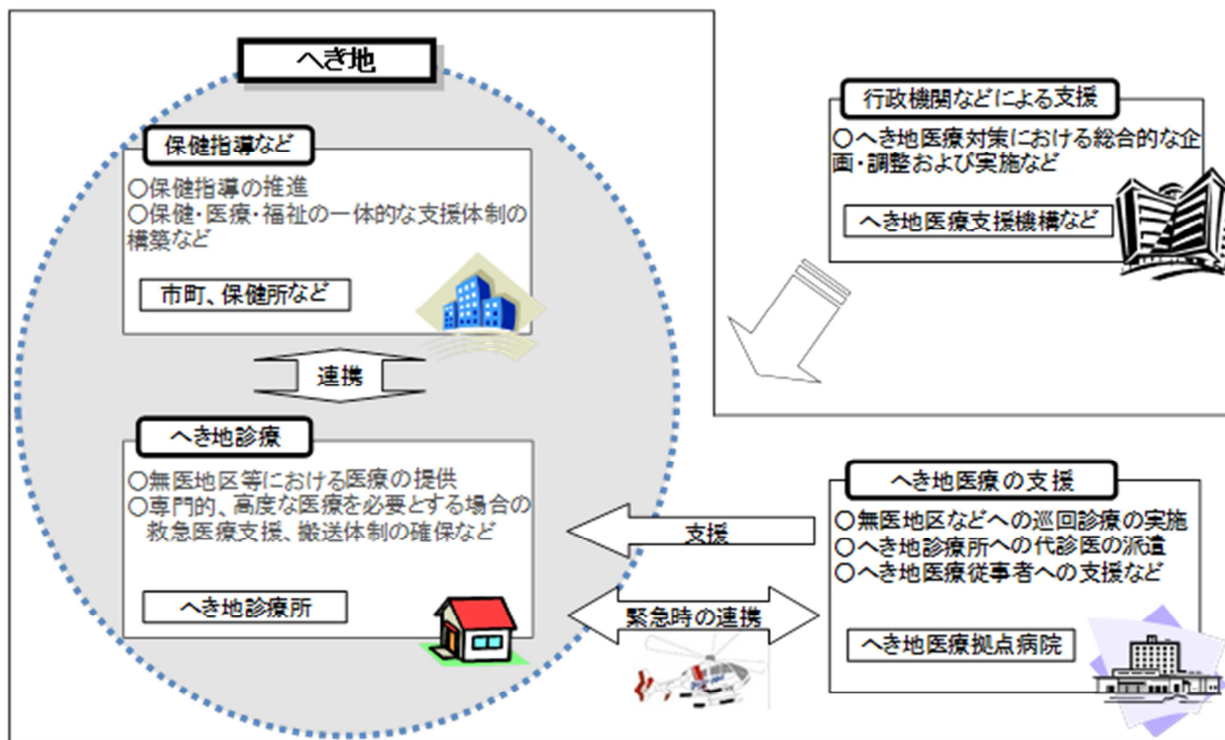 へき地
保健指導など
○保健指導の推進
○保健・医療・福祉の一体的な支援体制の
構築など
市町、保健所など
連携
へき地診療
○無医地区等における医療の提供
○専門的、高度な医療を必要とする場合の
救急医療支援、搬送体制の確保など
へき地診療所
行政機関などによる支援
○へき地医療対策における総合的な企
画・調整および実施など
へき地医療支援機構など
支援
緊急時の連携
へき地医療の支援
○無医地区などへの巡回診療の実施
○へき地診療所への代診医の派遣
○へき地医療従事者への支援など
へき地医療拠点病院